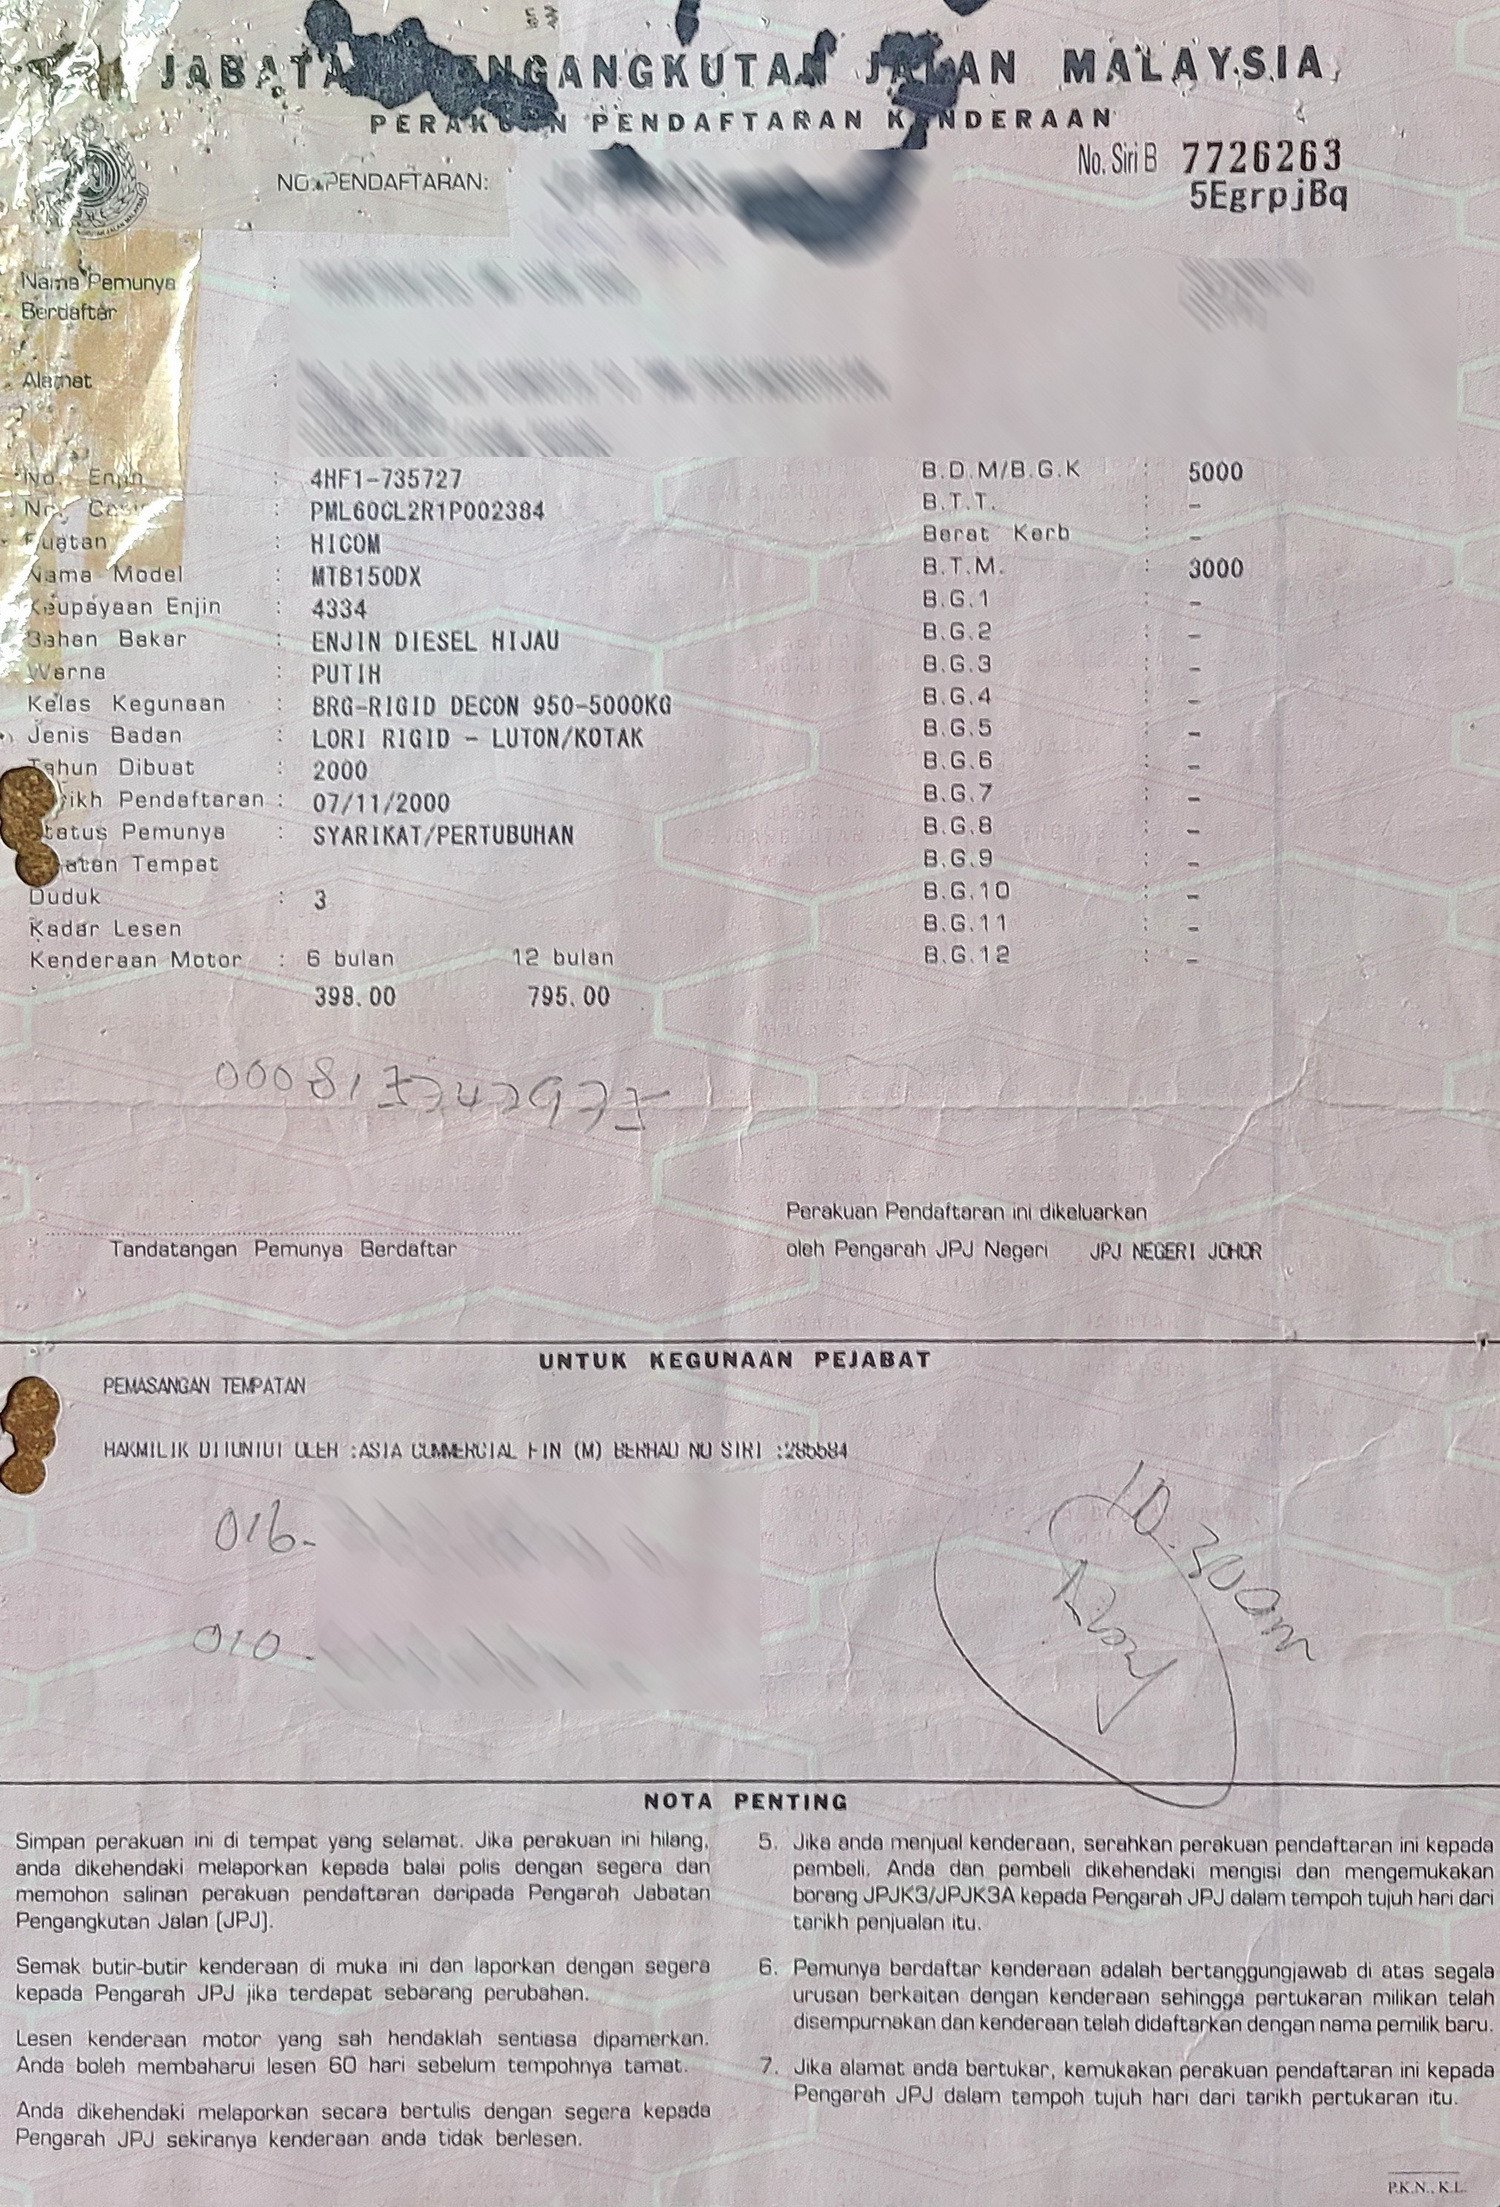 JABATAN PENGANGKUTAN JALAN MALAYSIA
PERAKUAN PENDAFTARAN KENDERAAN
No. Siri B 7726263
5EgrpjBq
NO. PENDAFTARAN:
Nama Pemunya :
Berdaftar
Alamat :
No. Enjin : 4HF1-735727
No. Casis : PML60CL2R1P002384
Buatan : HICOM
Nama Model : MTB150DX
Keupayaan Enjin : 4334
Bahan Bakar : ENJIN DIESEL HIJAU
Warna : PUTIH
Kelas Kegunaan : BRG-RIGID DECON 950-5000KG
Jenis Badan : LORI RIGID - LUTON/KOTAK
Tahun Dibuat : 2000
Tarikh Pendaftaran : 07/11/2000
Status Pemunya : SYARIKAT/PERTUBUHAN
Muatan Tempat
Duduk : 3
Kadar Lesen
Kenderaan Motor : 6 bulan 12 bulan
398.00 795.00
B.D.M/B.G.K : 5000
B.T.T. : -
Berat Kerb : -
B.T.M. : 3000
B.G.1 : -
B.G.2 : -
B.G.3 : -
B.G.4 : -
B.G.5 : -
B.G.6 : -
B.G.7 : -
B.G.8 : -
B.G.9 : -
B.G.10 : -
B.G.11 : -
B.G.12 : -
Tandatangan Pemunya Berdaftar
Perakuan Pendaftaran ini dikeluarkan
oleh Pengarah JPJ Negeri JPJ NEGERI JOHOR
UNTUK KEGUNAAN PEJABAT
PEMASANGAN TEMPATAN
HAKMILIK DITUNTUT OLEH :ASIA COMMERCIAL FIN (M) BERHAD NO SIRI :285584
016-
010-
10.30am
NOTA PENTING
Simpan perakuan ini di tempat yang selamat. Jika perakuan ini hilang,
anda dikehendaki melaporkan kepada balai polis dengan segera dan
memohon salinan perakuan pendaftaran daripada Pengarah Jabatan
Pengangkutan Jalan (JPJ).
Semak butir-butir kenderaan di muka ini dan laporkan dengan segera
kepada Pengarah JPJ jika terdapat sebarang perubahan.
Lesen kenderaan motor yang sah hendaklah sentiasa dipamerkan.
Anda boleh membaharui lesen 60 hari sebelum tempohnya tamat.
Anda dikehendaki melaporkan secara bertulis dengan segera kepada
Pengarah JPJ sekiranya kenderaan anda tidak berlesen.
5. Jika anda menjual kenderaan, serahkan perakuan pendaftaran ini kepada
pembeli. Anda dan pembeli dikehendaki mengisi dan mengemukakan
borang JPJK3/JPJK3A kepada Pengarah JPJ dalam tempoh tujuh hari dari
tarikh penjualan itu.
6. Pemunya berdaftar kenderaan adalah bertanggungjawab di atas segala
urusan berkaitan dengan kenderaan sehingga pertukaran milikan telah
disempurnakan dan kenderaan telah didaftarkan dengan nama pemilik baru.
7. Jika alamat anda bertukar, kemukakan perakuan pendaftaran ini kepada
Pengarah JPJ dalam tempoh tujuh hari dari tarikh pertukaran itu.
P.K.N., K.L.